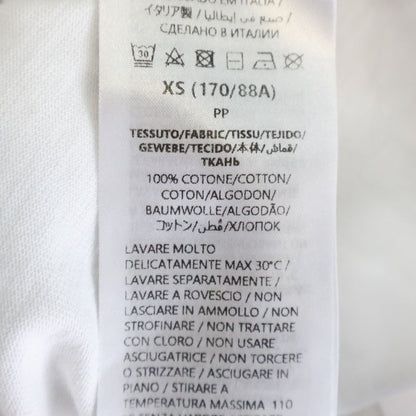 イタリア製 / صنع في إيطاليا /
СДЕЛАНО В ИТАЛИИ
30
XS (170/88A)
PP
TESSUTO/FABRIC/TISSU/TEJIDO/
GEWEBE/TECIDO/本体/قماش/
ТКАНЬ
100% COTONE/COTTON/
COTON/ALGODON/
BAUMWOLLE/ALGODÃO/
コットン/قطن/ХЛОПОК
LAVARE MOLTO
DELICATAMENTE MAX 30°C /
LAVARE SEPARATAMENTE /
LAVARE A ROVESCIO / NON
LASCIARE IN AMMOLLO / NON
STROFINARE / NON TRATTARE
CON CLORO / NON USARE
ASCIUGATRICE / NON TORCERE
O STRIZZARE / ASCIUGARE IN
PIANO / STIRARE A
TEMPERATURA MASSIMA 110